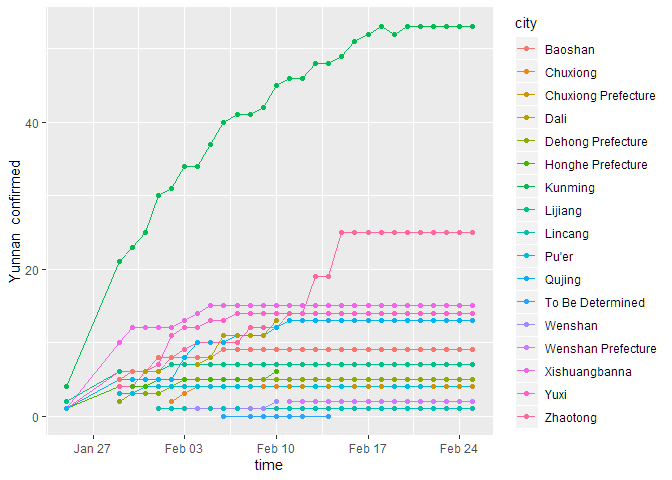 Yunnan confirmed
40
20
0
Jan 27
Feb 03
Feb 10
Feb 17
Feb 24
time
city
Baoshan
Chuxiong
Chuxiong Prefecture
Dali
Dehong Prefecture
Honghe Prefecture
Kunming
Lijiang
Lincang
Pu'er
Qujing
To Be Determined
Wenshan
Wenshan Prefecture
Xishuangbanna
Yuxi
Zhaotong